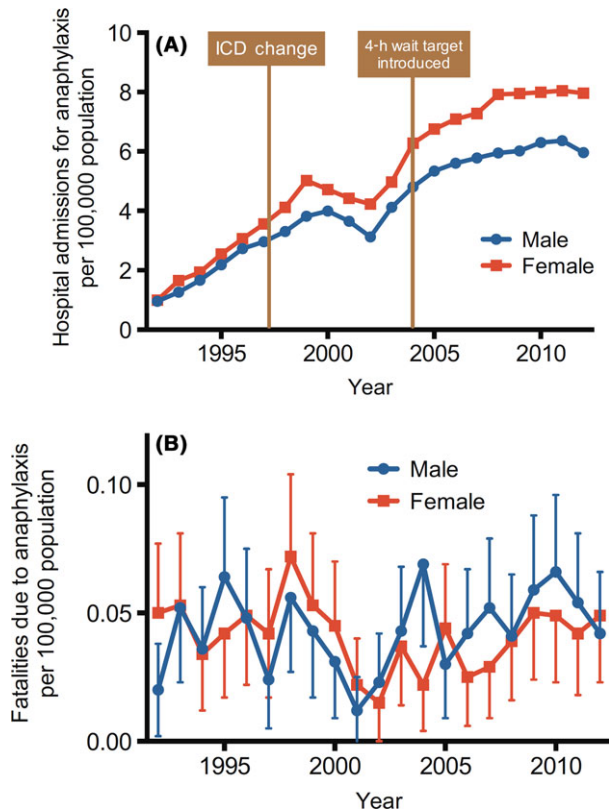 (A)
ICD change
4-h wait target
introduced
Hospital admissions for anaphylaxis
per 100,000 population
10
8
6
4
2
0
Male
Female
1995
2000
2005
2010
Year
(B)
Male
Female
Fatalities due to anaphylaxis
per 100,000 population
0.10
0.05
0.00
1995
2000
2005
2010
Year